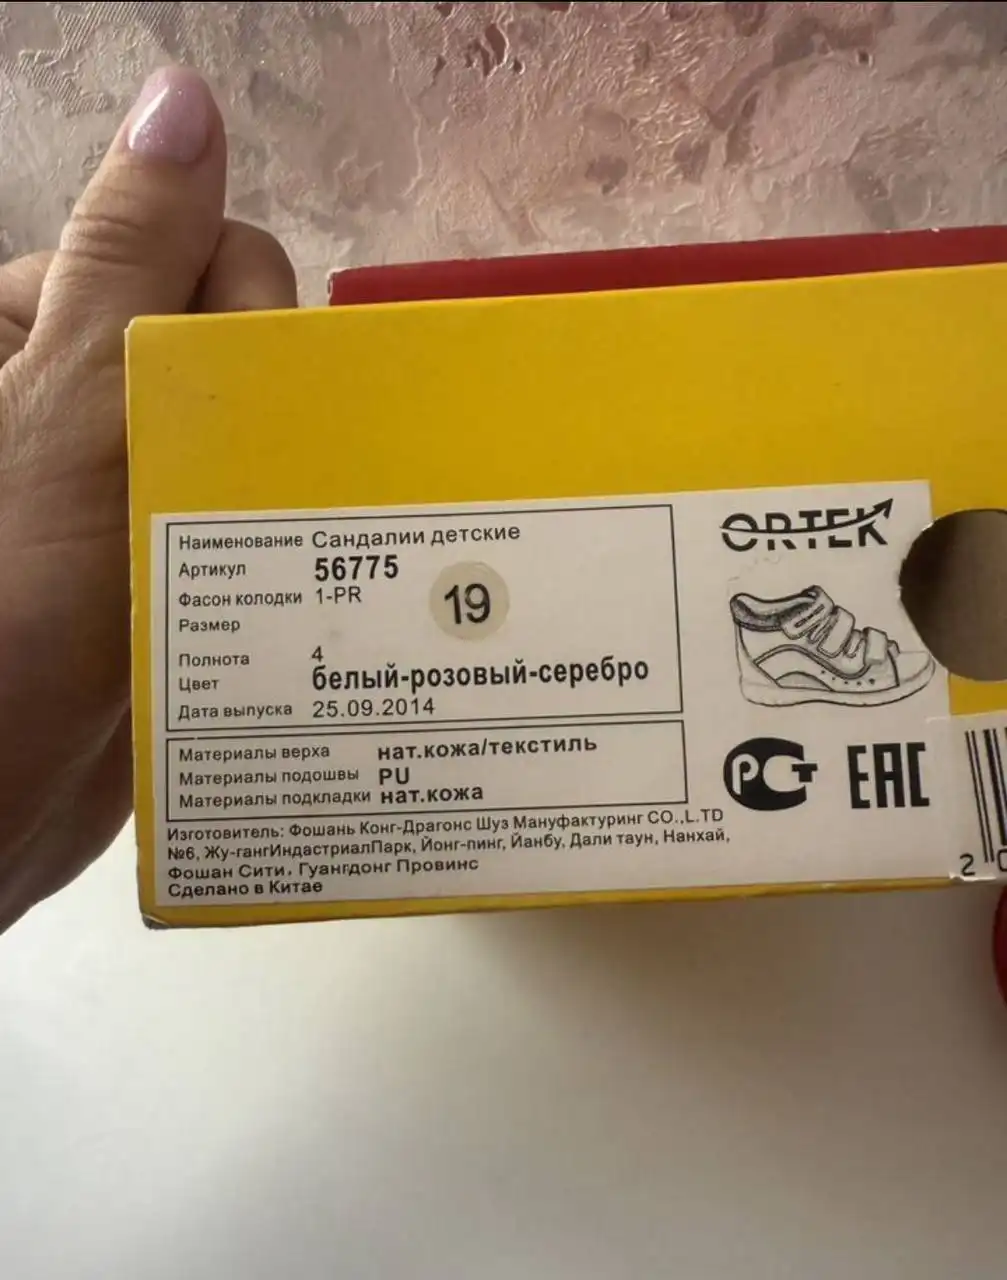 Наименование Сандалии детские
Артикул 56775
Фасон колодки 1-PR
Размер 19
Полнота 4
Цвет белый-розовый-серебро
Дата выпуска 25.09.2014
Материалы верха нат.кожа/текстиль
Материалы подошвы PU
Материалы подкладки нат.кожа
Изготовитель: Фошань Конг-Драгонс Шуз Мануфактуринг СО.,L.TD
№6, Жу-гангИндастриалПарк, Йонг-пинг, Йанбу, Дали таун, Нанхай,
Фошан Сити, Гуангдонг Провинс
Сделано в Китае
ORTEK
РСТ EAC
2